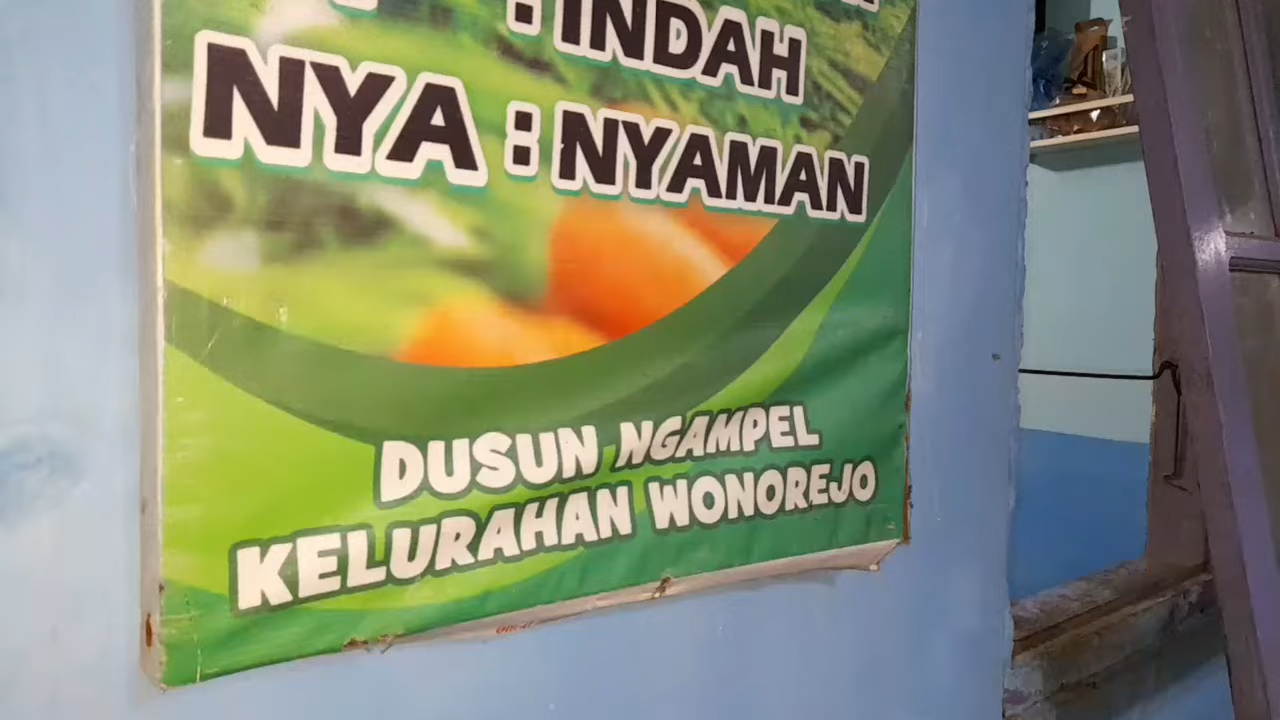 : INDAH
NYA : NYAMAN
DUSUN NGAMPEL
KELURAHAN WONOREJO